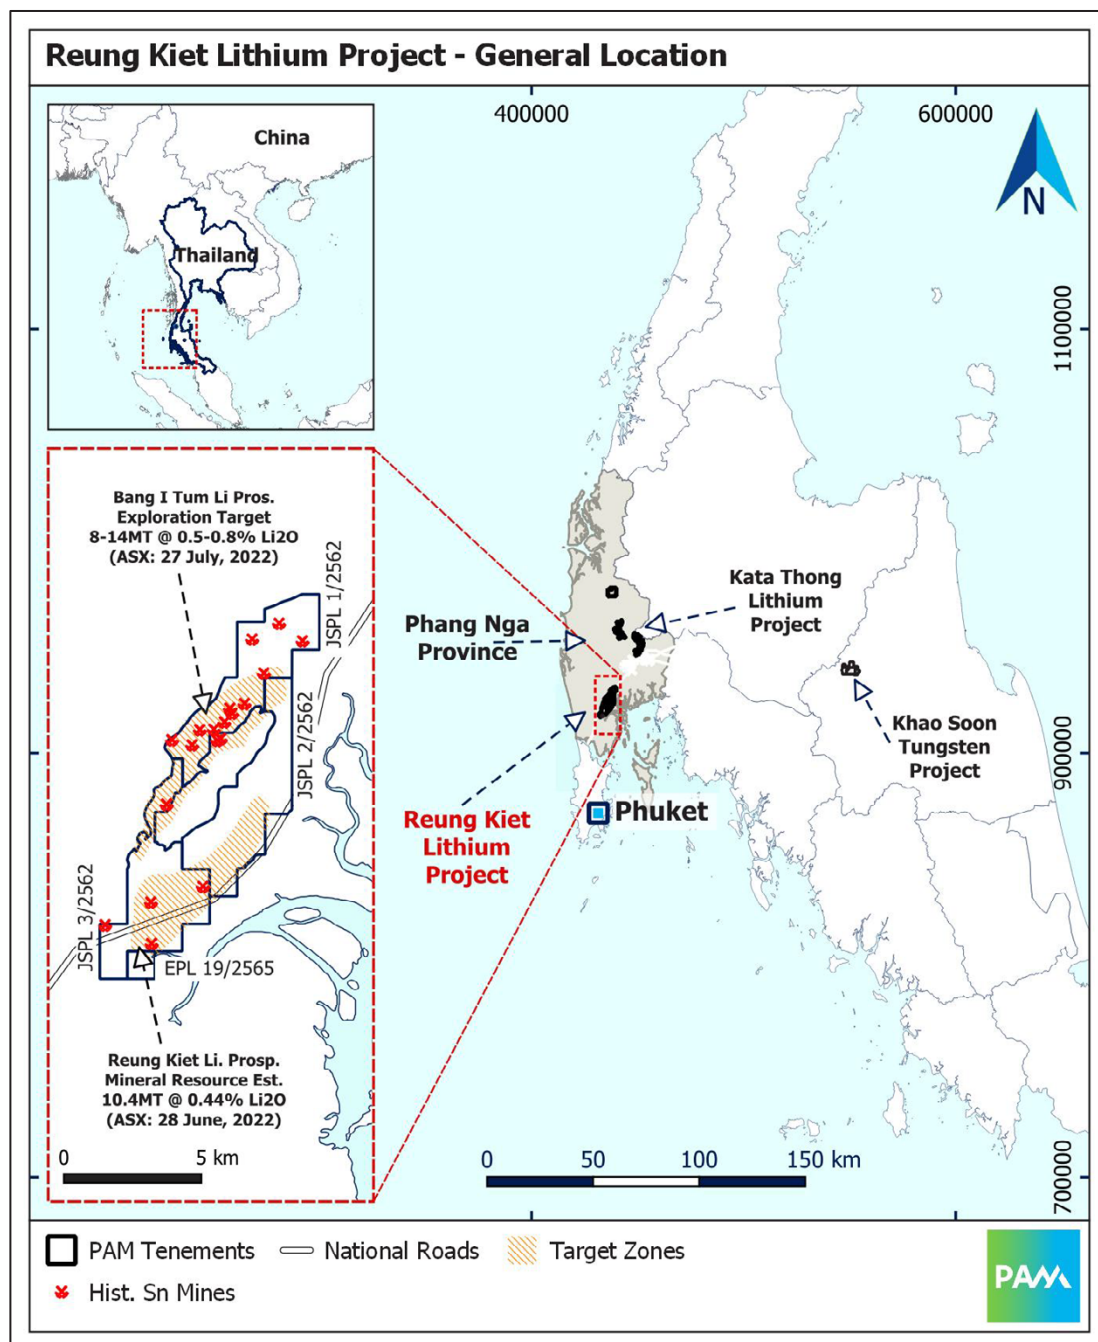 Reung Kiet Lithium Project - General Location
400000
600000
China
Thailand
N
1100000
Bang I Tum Li Pros.
Exploration Target
8-14MT @ 0.5-0.8% Li2O
(ASX: 27 July, 2022)
JSPL 1/2562
JSPL 2/2562
JSPL 3/2562
EPL 19/2565
Reung Kiet Li. Prosp.
Mineral Resource Est.
10.4MT @ 0.44% Li2O
(ASX: 28 June, 2022)
0 5 km
Kata Thong
Lithium
Project
Phang Nga
Province
Khao Soon
Tungsten
Project
900000
Reung Kiet
Lithium
Project
Phuket
0 50 100 150 km
700000
PAM Tenements
National Roads
Target Zones
Hist. Sn Mines
PAM